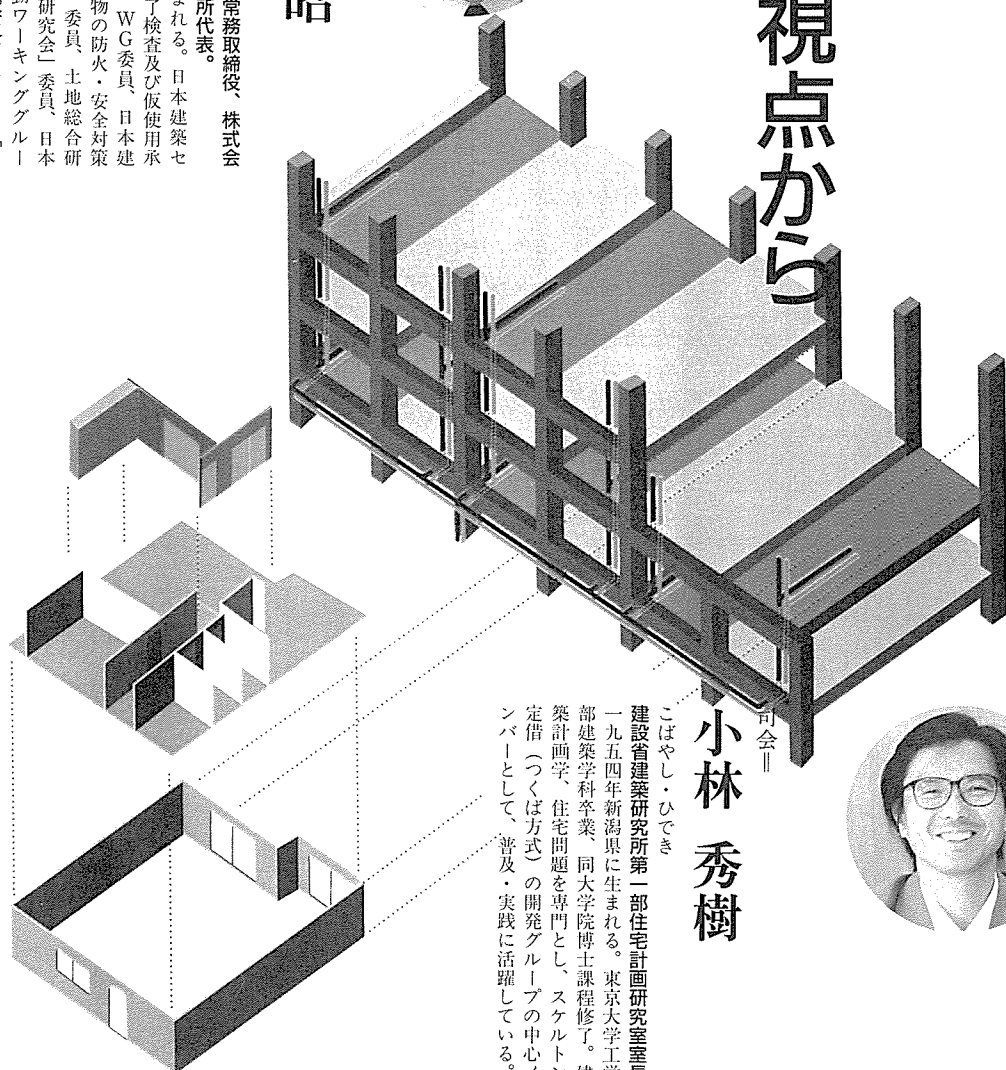 視点から
司会＝
小林　秀樹
こばやし・ひでき
建設省建築研究所第一部住宅計画研究室室長
一九五四年新潟県に生まれる。東京大学工学
部建築学科卒業、同大学院博士課程修了。建
築計画学、住宅問題を専門とし、スケルトン
定借（つくば方式）の開発グループの中心メ
ンバーとして、普及・実践に活躍している。
昭
常務取締役、株式会
所代表。
まれる。日本建築セ
了検査及び仮使用承
WG委員、日本建
物の防火・安全対策
委員、土地総合研
研究会」委員、日本
動ワーキンググルー